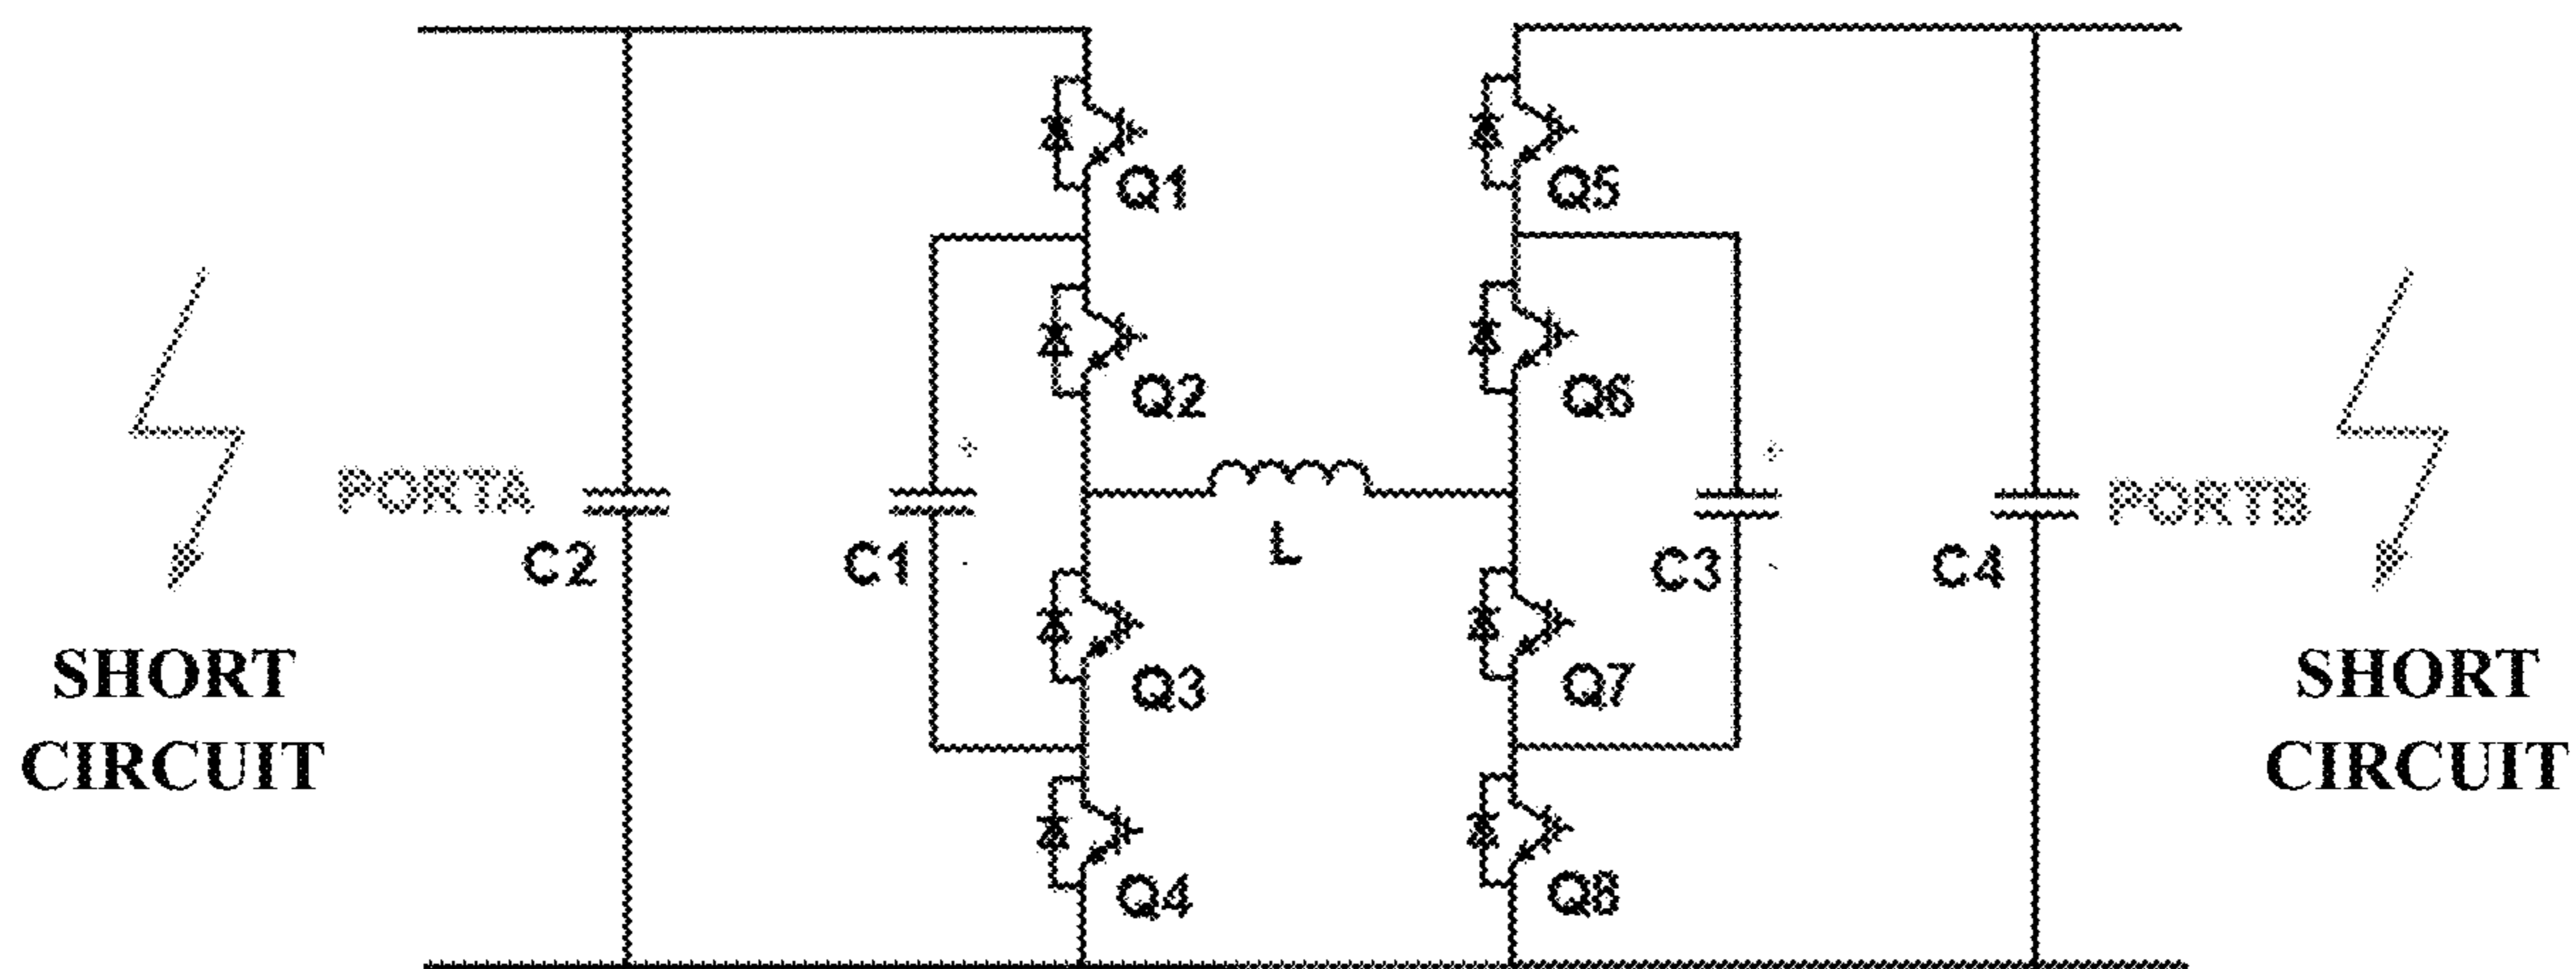 Q1
Q5
Q2
Q6
PORTA
C2
C1
L
C3
C4
PORTB
SHORT
CIRCUIT
Q3
Q7
SHORT
CIRCUIT
Q4
Q8